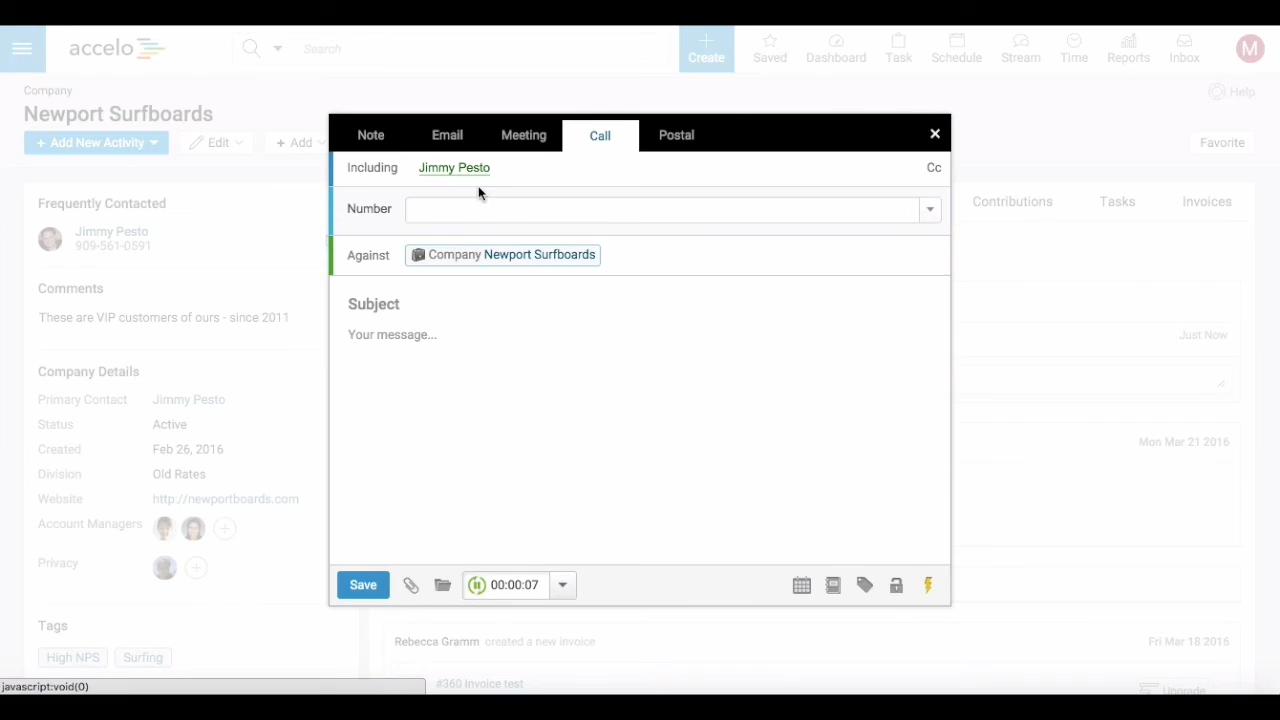 accelo
Search
Create
Saved
Dashboard
Task
Schedule
Stream
Time
Reports
Inbox
M
Company
Newport Surfboards
Help
+ Add New Activity
Edit
+ Add
Favorite
Note
Email
Meeting
Call
Postal
×
Including
Jimmy Pesto
Cc
Number
Against
Company Newport Surfboards
Subject
Your message...
Save
00:00:07
Frequently Contacted
Jimmy Pesto
909-561-0591
Comments
These are VIP customers of ours - since 2011
Company Details
Primary Contact Jimmy Pesto
Status Active
Created Feb 26, 2016
Division Old Rates
Website http://newportboards.com
Account Managers
Privacy
Tags
High NPS
Surfing
Contributions
Tasks
Invoices
Just Now
Mon Mar 21 2016
Rebecca Gramm created a new invoice
Fri Mar 18 2016
#360 Invoice test
Upgrade
javascript:void(0)